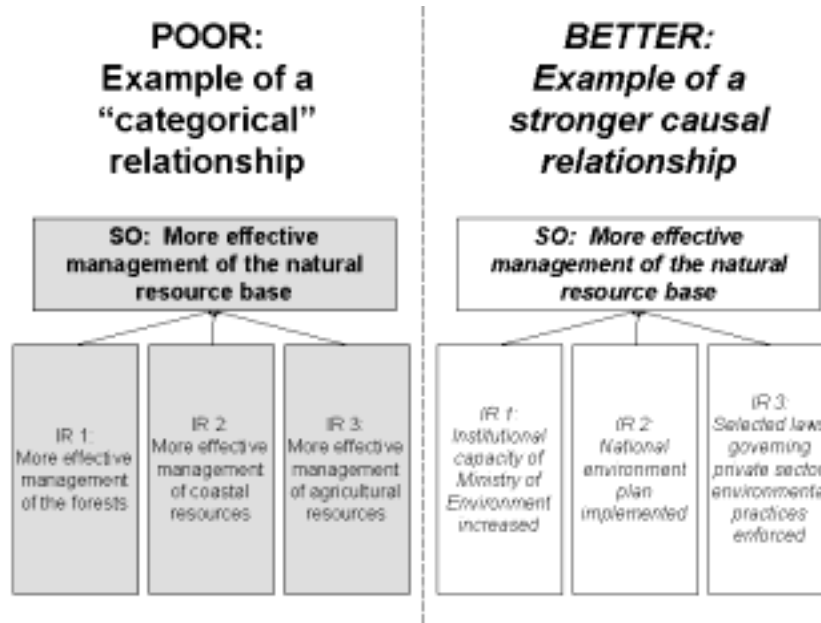 POOR:
Example of a
“categorical”
relationship
SO: More effective
management of the natural
resource base
IR 1:
More effective
management
of the forests
IR 2:
More effective
management
of coastal
resources
IR 3:
More effective
management
of agricultural
resources
BETTER:
Example of a
stronger causal
relationship
SO: More effective
management of the natural
resource base
IR 1:
Institutional
capacity of
Ministry of
Environment
increased
IR 2:
National
environment
plan
implemented
IR 3:
Selected laws
governing
private sector
environmental
practices
enforced